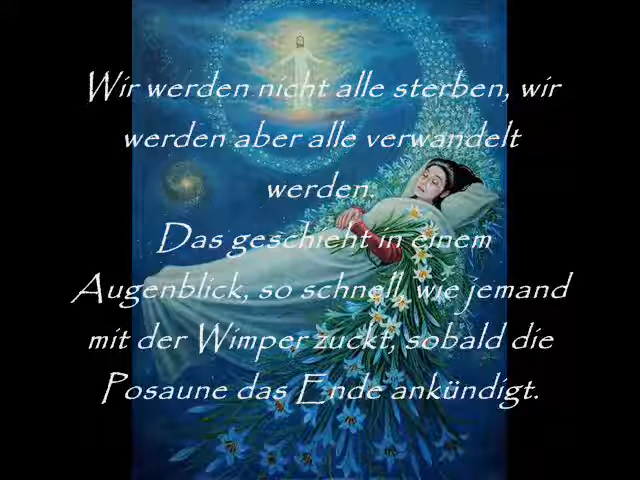 Wir werden nicht alle sterben, wir
werden aber alle verwandelt
werden.
Das geschieht in einem
Augenblick, so schnell, wie jemand
mit der Wimper zuckt, sobald die
Posaune das Ende ankündigt.